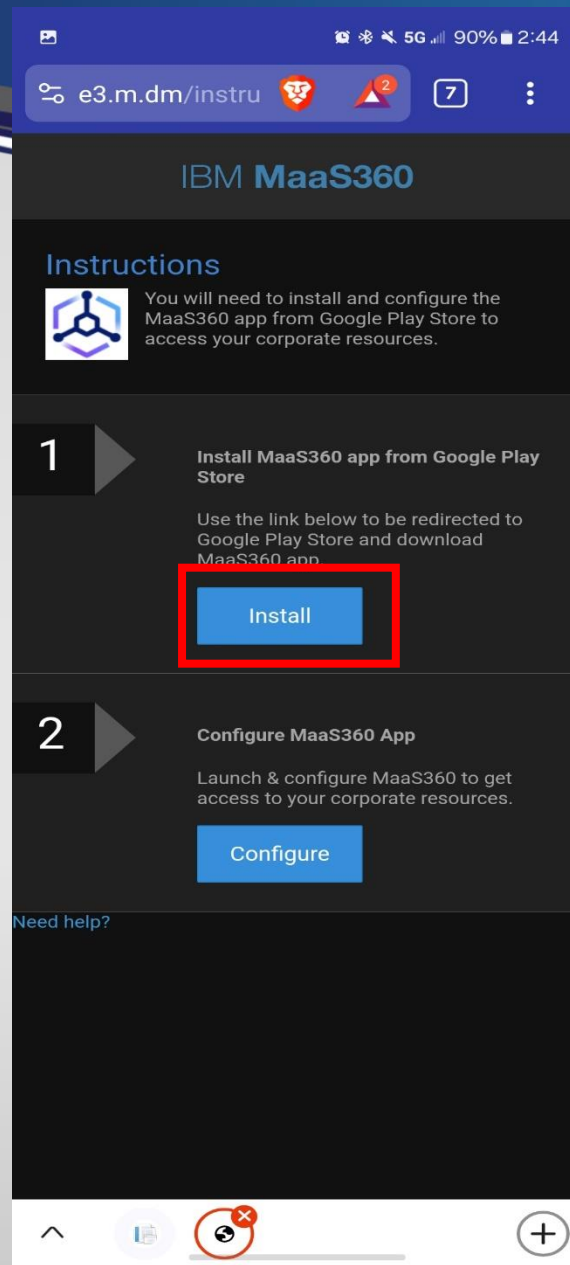 5G 90% 2:44
e3.m.dm/instru 2 7
IBM MaaS360
Instructions
You will need to install and configure the
MaaS360 app from Google Play Store to
access your corporate resources.
1
Install MaaS360 app from Google Play
Store
Use the link below to be redirected to
Google Play Store and download
MaaS360 app.
Install
2
Configure MaaS360 App
Launch & configure MaaS360 to get
access to your corporate resources.
Configure
Need help?